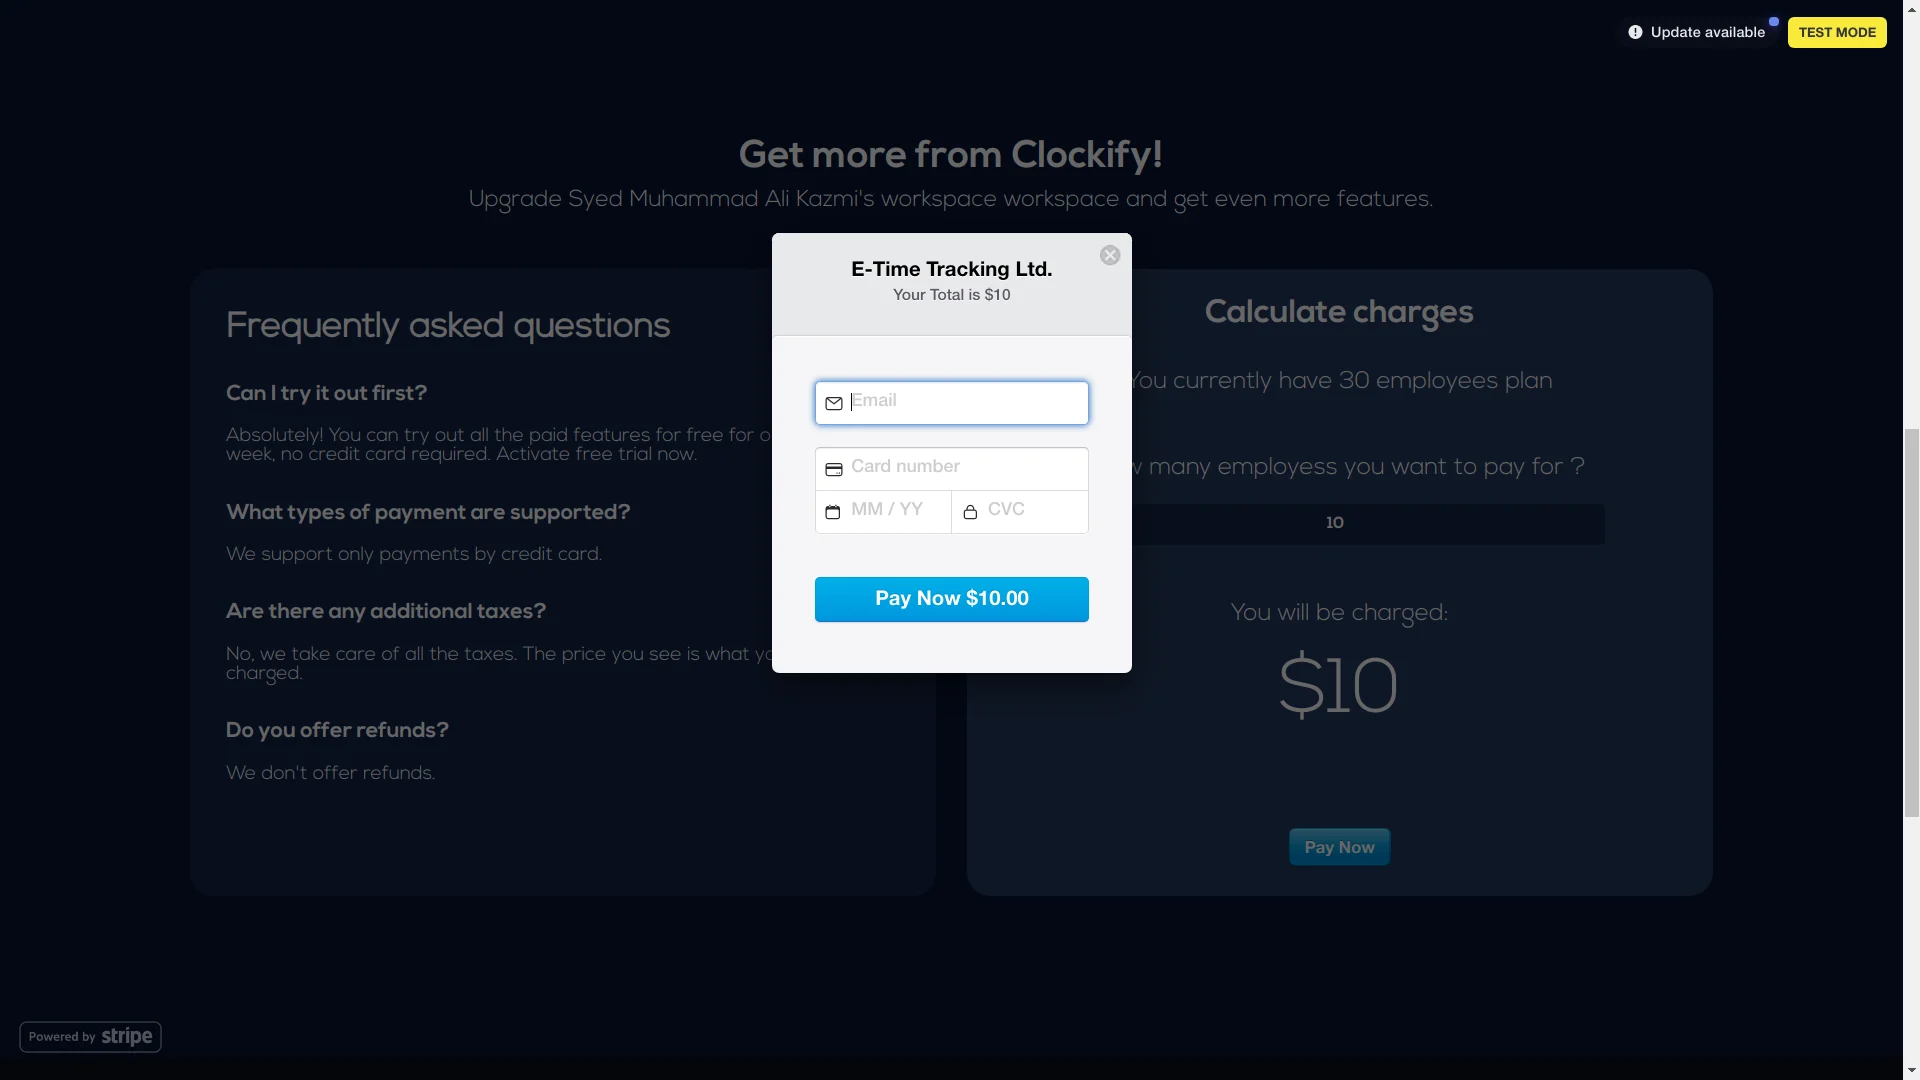 Update available
TEST MODE
Get more from Clockify!
Upgrade Syed Muhammad Ali Kazmi's workspace workspace and get even more features.
Frequently asked questions
Can I try it out first?
Absolutely! You can try out all the paid features for free for o
week, no credit card required. Activate free trial now.
What types of payment are supported?
We support only payments by credit card.
Are there any additional taxes?
No, we take care of all the taxes. The price you see is what yo
charged.
Do you offer refunds?
We don't offer refunds.
E-Time Tracking Ltd.
Your Total is $10
Email
Card number
MM / YY
CVC
Pay Now $10.00
Calculate charges
You currently have 30 employees plan
w many employess you want to pay for ?
10
You will be charged:
$10
Pay Now
Powered by stripe